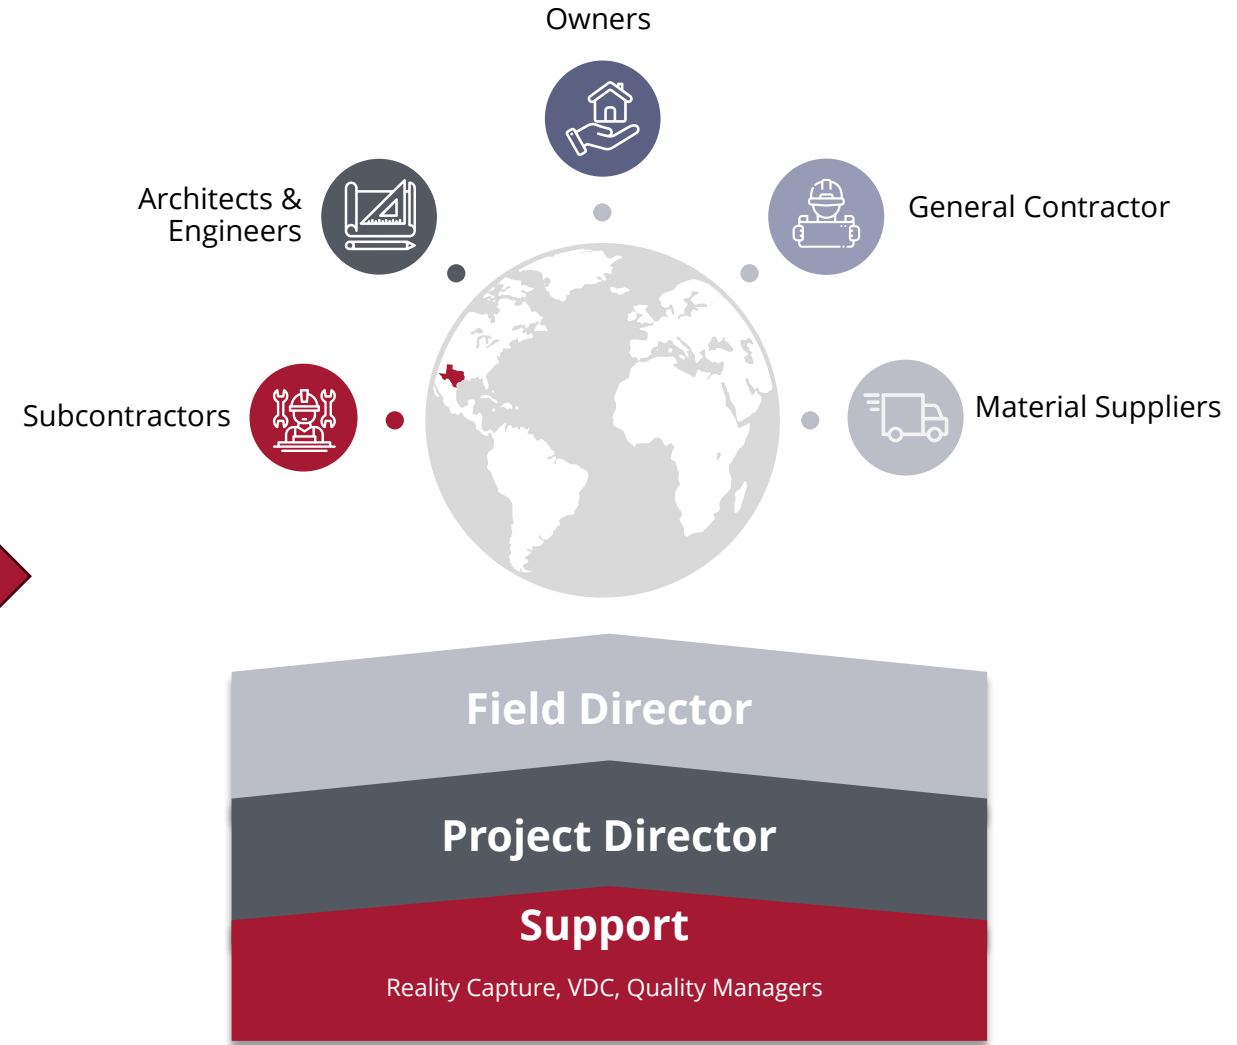 Owners
Architects &
Engineers
General Contractor
Subcontractors
Material Suppliers
Field Director
Project Director
Support
Reality Capture, VDC, Quality Managers